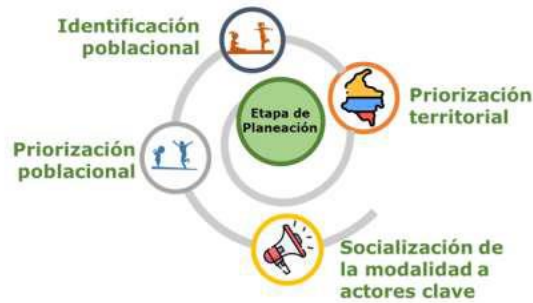 Identificación
poblacional
Etapa de
Planeación
Priorización
territorial
Priorización
poblacional
Socialización de
la modalidad a
actores clave